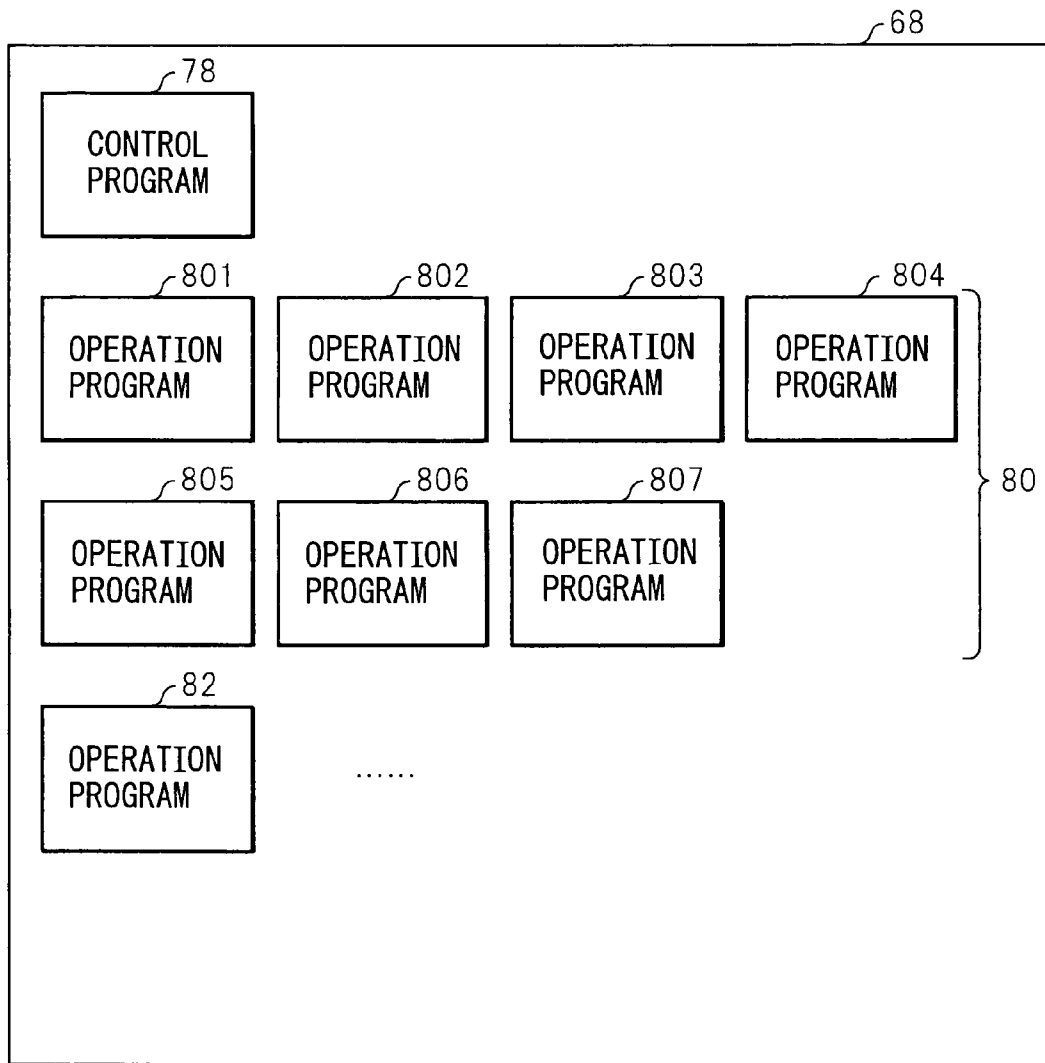 68
78
CONTROL
PROGRAM
801
802
803
804
OPERATION
PROGRAM
OPERATION
PROGRAM
OPERATION
PROGRAM
OPERATION
PROGRAM
80
805
806
807
OPERATION
PROGRAM
OPERATION
PROGRAM
OPERATION
PROGRAM
82
OPERATION
PROGRAM
......